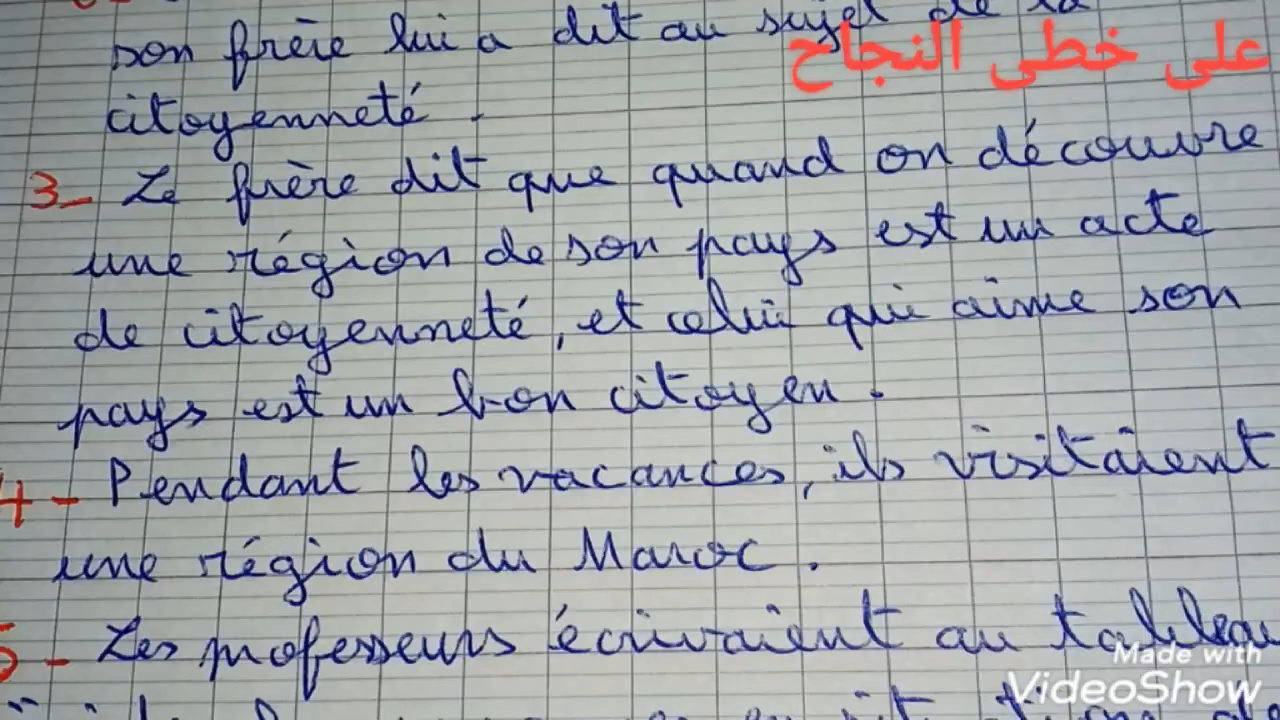 son frère lui a dit au sujet de la
على خطى النجاح
citoyenneté.
3- Le frère dit que quand on découvre
une région de son pays est un acte
de citoyenneté, et celui qui aime son
pays est un bon citoyen.
4- Pendant les vacances, ils visitaient
une région du Maroc.
5- Les professeurs écrivaient au tableau
Made with
VideoShow